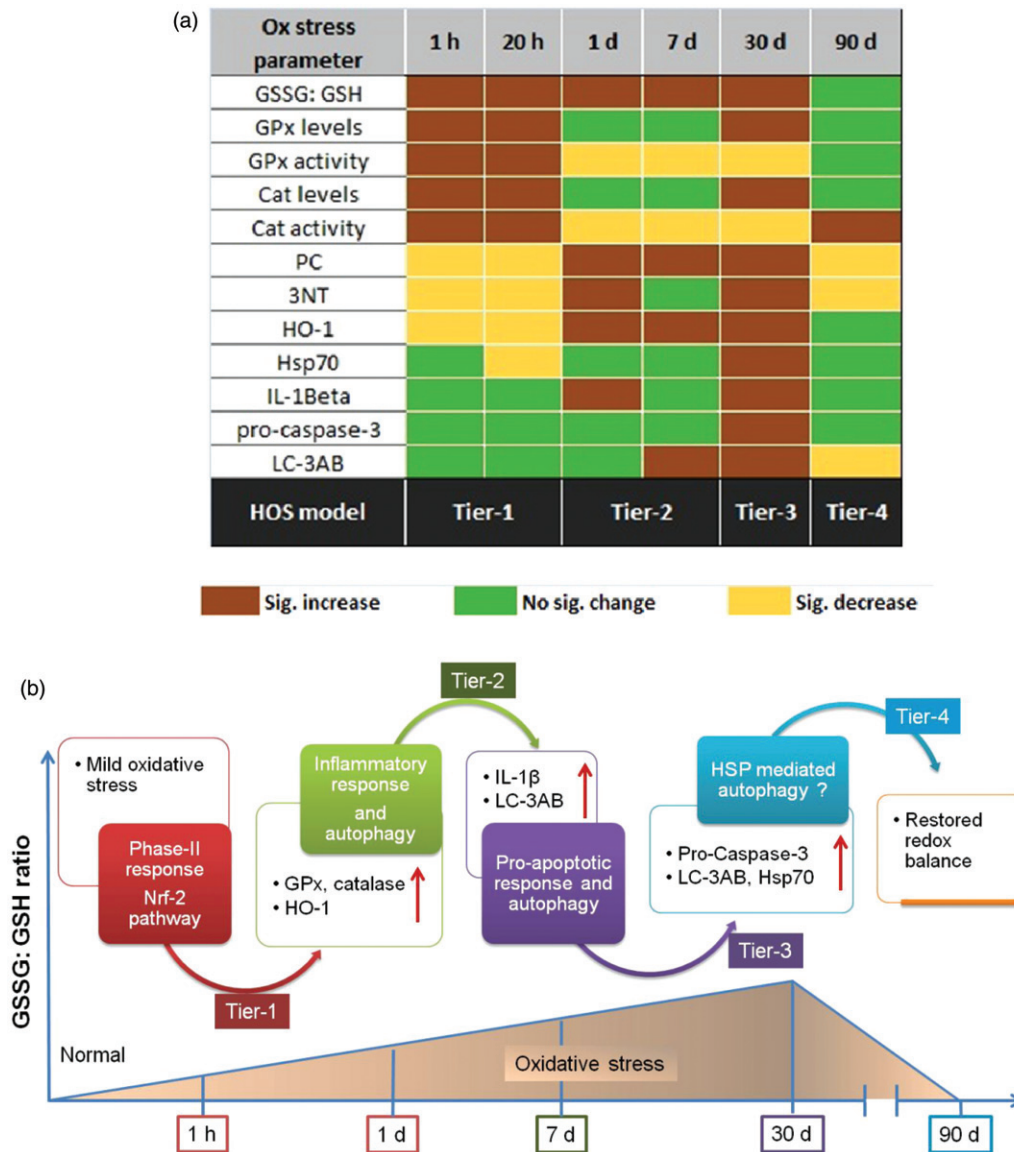 (a)
Ox stress parameter 1 h 20 h 1 d 7 d 30 d 90 d
GSSG: GSH
GPx levels
GPx activity
Cat levels
Cat activity
PC
3NT
HO-1
Hsp70
IL-1Beta
pro-caspase-3
LC-3AB
HOS model Tier-1 Tier-2 Tier-3 Tier-4
Sig. increase No sig. change Sig. decrease
(b)
GSSG: GSH ratio
• Mild oxidative
stress
Phase-II
response
Nrf-2
pathway
Tier-1
Inflammatory
response
and
autophagy
• GPx, catalase
• HO-1
Tier-2
• IL-1β
• LC-3AB
Pro-apoptotic
response and
autophagy
Tier-3
HSP mediated
autophagy ?
• Pro-Caspase-3
• LC-3AB, Hsp70
Tier-4
• Restored
redox
balance
Normal
Oxidative stress
1 h 1 d 7 d 30 d 90 d